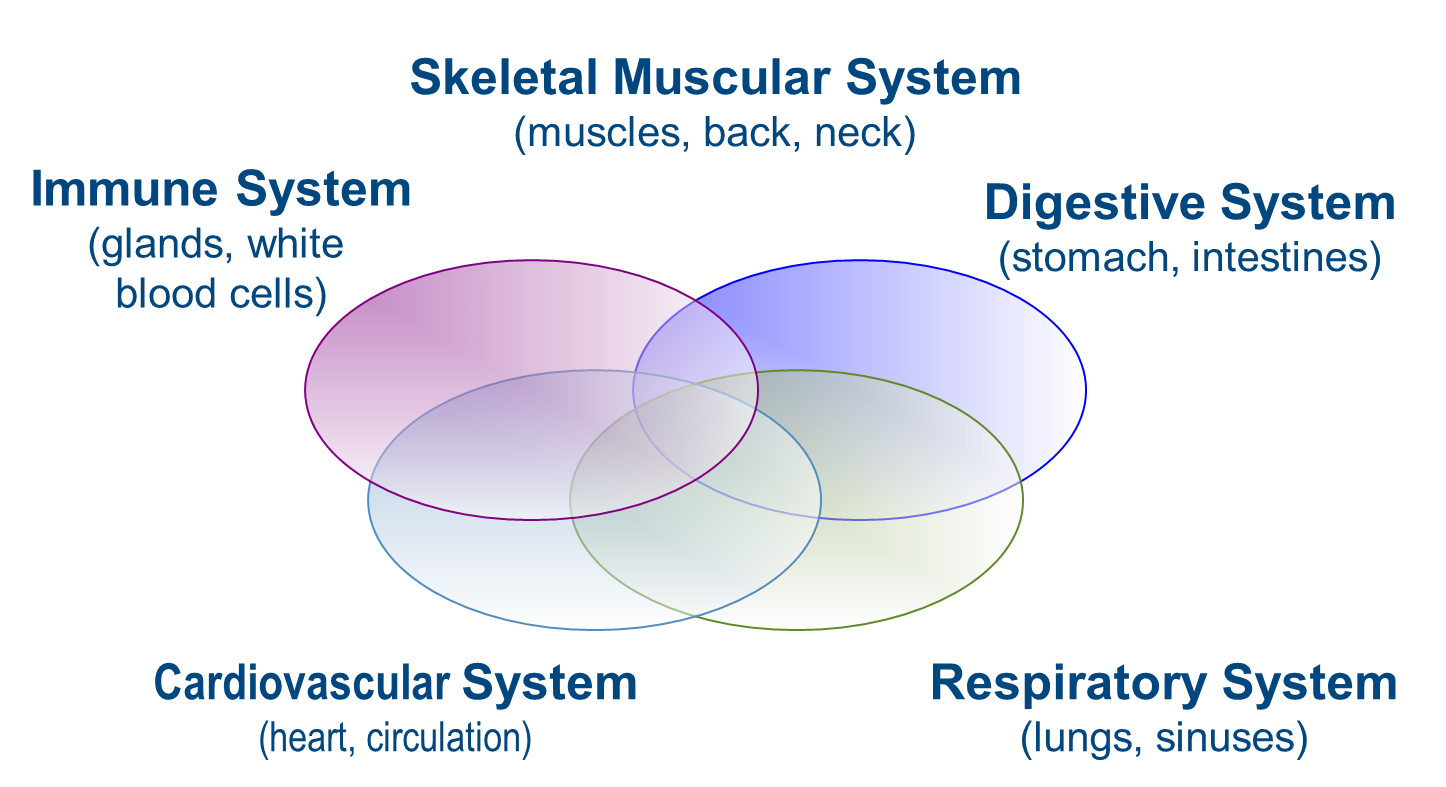 Skeletal Muscular System
(muscles, back, neck)
Immune System
(glands, white
blood cells)
Digestive System
(stomach, intestines)
Cardiovascular System
(heart, circulation)
Respiratory System
(lungs, sinuses)